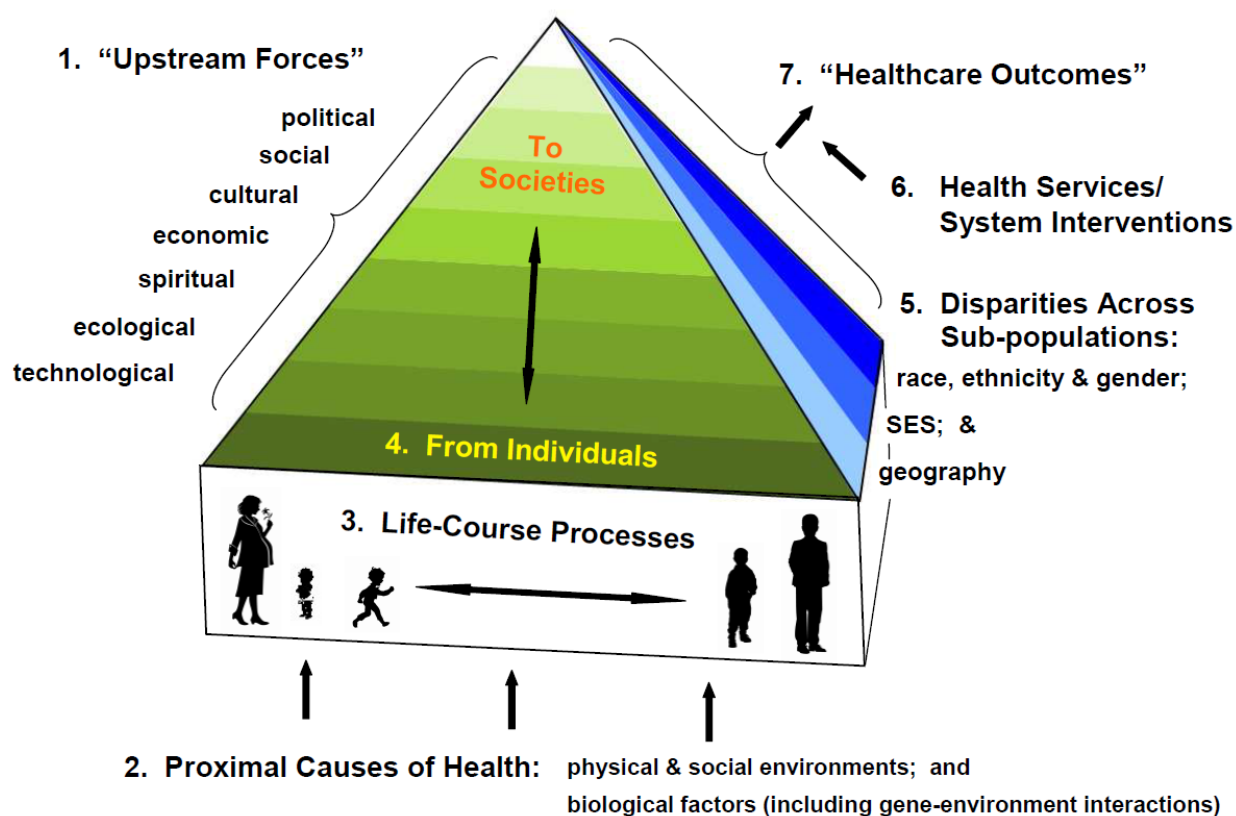 1. “Upstream Forces”
political
social
cultural
economic
spiritual
ecological
technological
7. “Healthcare Outcomes”
6. Health Services/
System Interventions
5. Disparities Across
Sub-populations:
race, ethnicity & gender;
SES; &
geography
To
Societies
4. From Individuals
3. Life-Course Processes
2. Proximal Causes of Health: physical & social environments; and
biological factors (including gene-environment interactions)